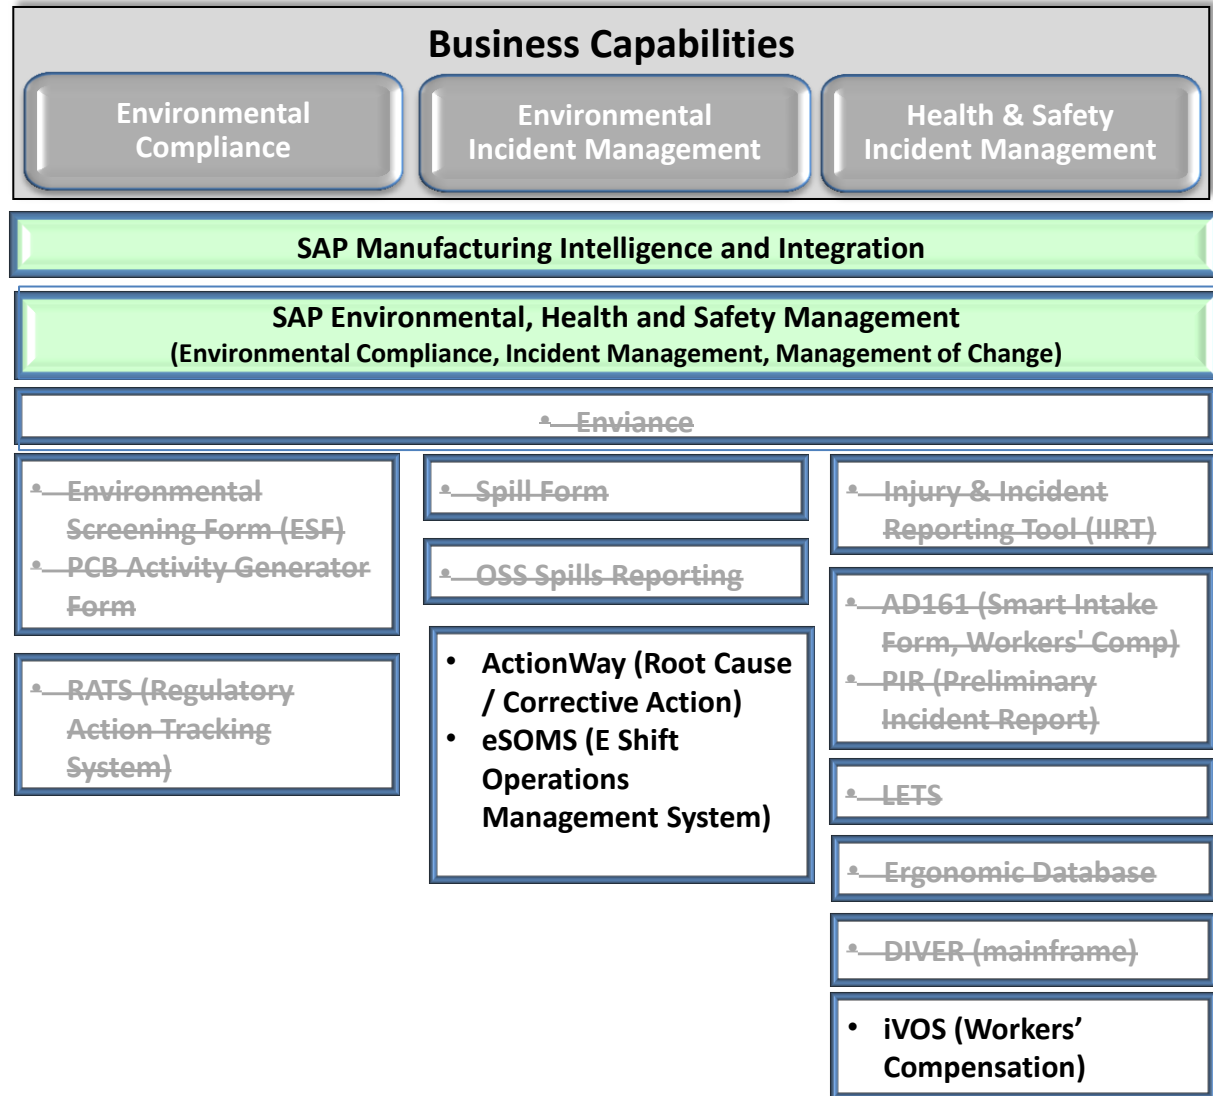 Business Capabilities
Environmental
Compliance
Environmental
Incident Management
Health & Safety
Incident Management
SAP Manufacturing Intelligence and Integration
SAP Environmental, Health and Safety Management
(Environmental Compliance, Incident Management, Management of Change)
• Enviance
• Environmental
Screening Form (ESF)
• PCB Activity Generator
Form
• RATS (Regulatory
Action Tracking
System)
• Spill Form
• OSS Spills Reporting
• ActionWay (Root Cause
/ Corrective Action)
• eSOMS (E Shift
Operations
Management System)
• Injury & Incident
Reporting Tool (IIRT)
• AD161 (Smart Intake
Form, Workers' Comp)
• PIR (Preliminary
Incident Report)
• LETS
• Ergonomic Database
• DIVER (mainframe)
• iVOS (Workers’
Compensation)